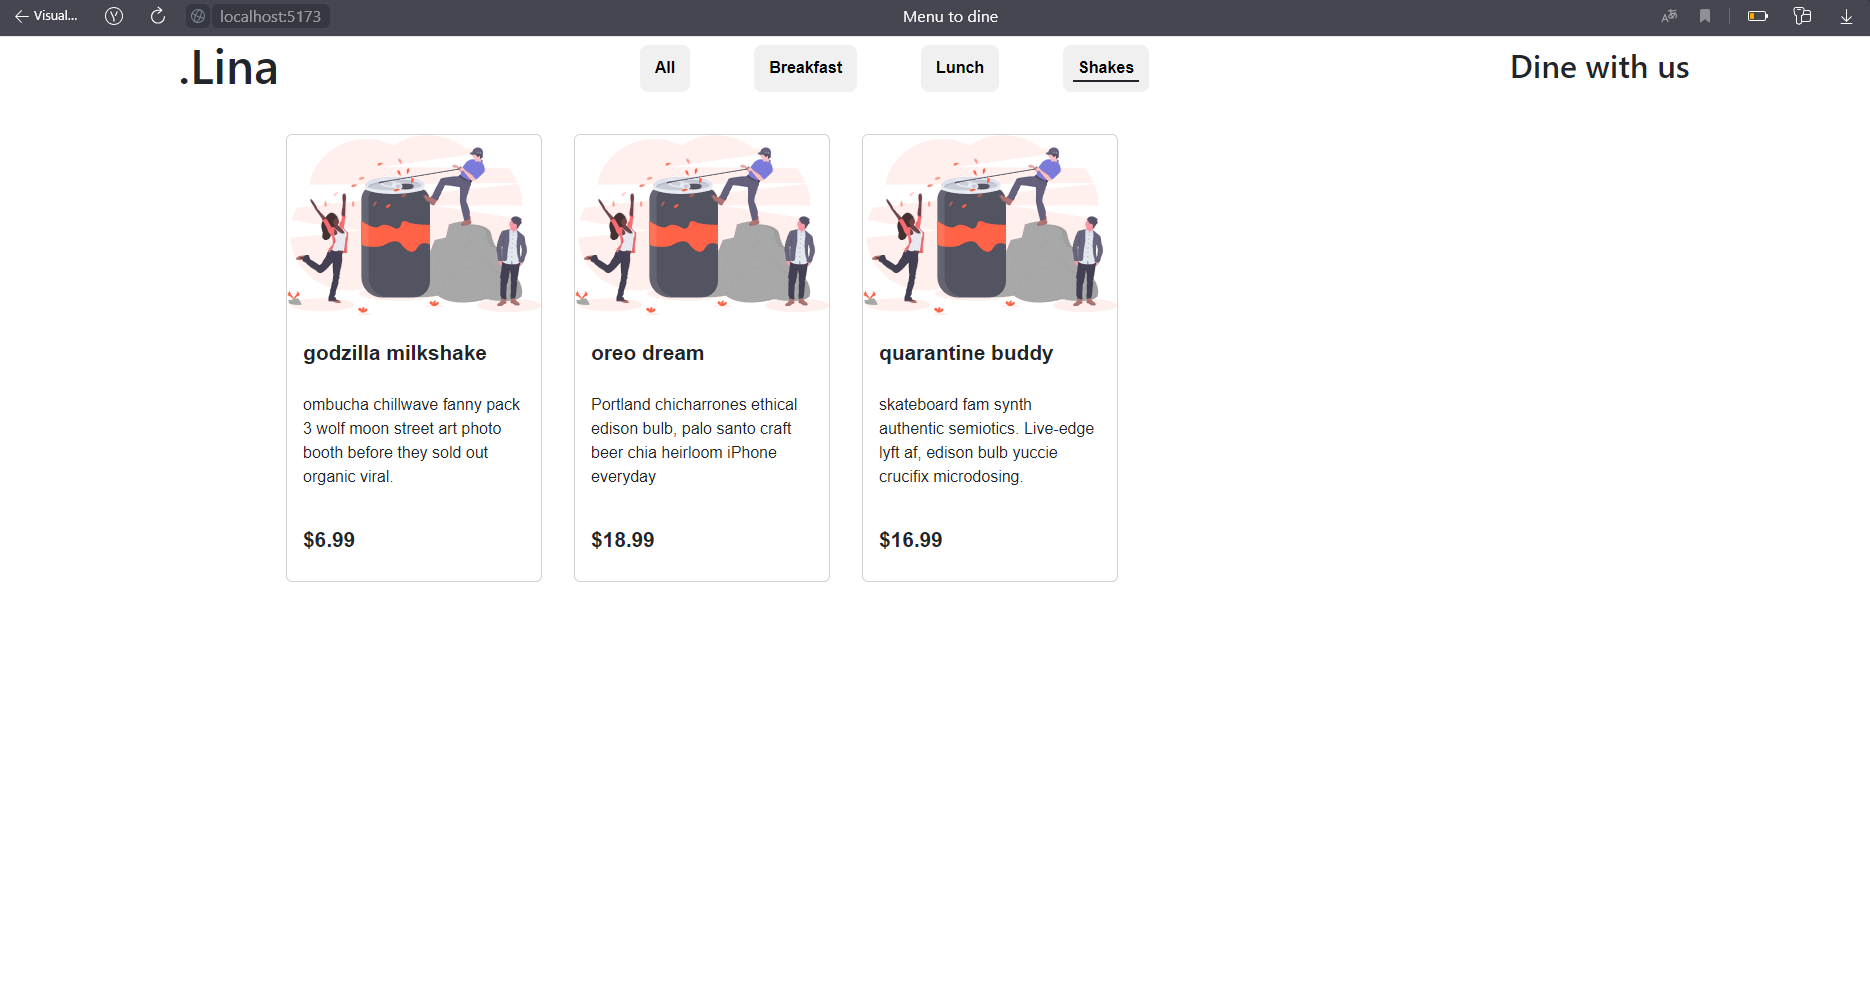 Visual...
localhost:5173
Menu to dine
.Lina
All
Breakfast
Lunch
Shakes
Dine with us
godzilla milkshake
ombucha chillwave fanny pack
3 wolf moon street art photo
booth before they sold out
organic viral.
$6.99
oreo dream
Portland chicharrones ethical
edison bulb, palo santo craft
beer chia heirloom iPhone
everyday
$18.99
quarantine buddy
skateboard fam synth
authentic semiotics. Live-edge
lyft af, edison bulb yuccie
crucifix microdosing.
$16.99